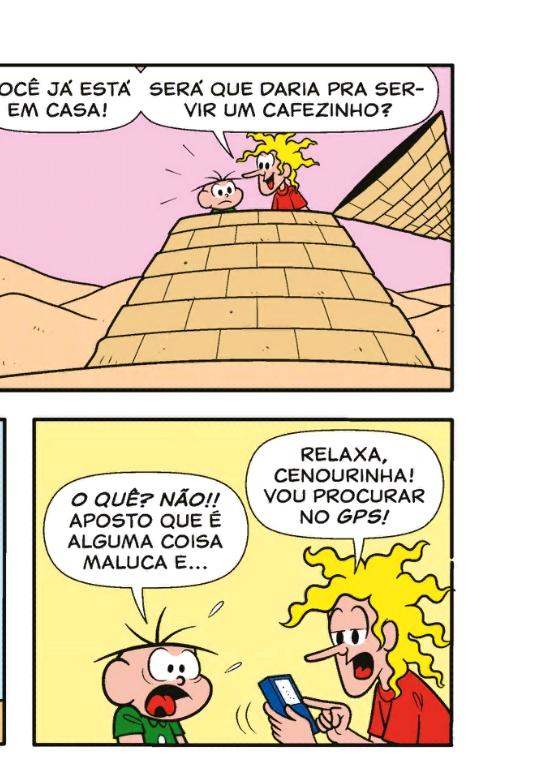 OCÊ JÁ ESTÁ
EM CASA!
SERÁ QUE DARIA PRA SER-
VIR UM CAFEZINHO?
O QUÊ? NÃO!!
APOSTO QUE É
ALGUMA COISA
MALUCA E...
RELAXA,
CENOURINHA!
VOU PROCURAR
NO GPS!